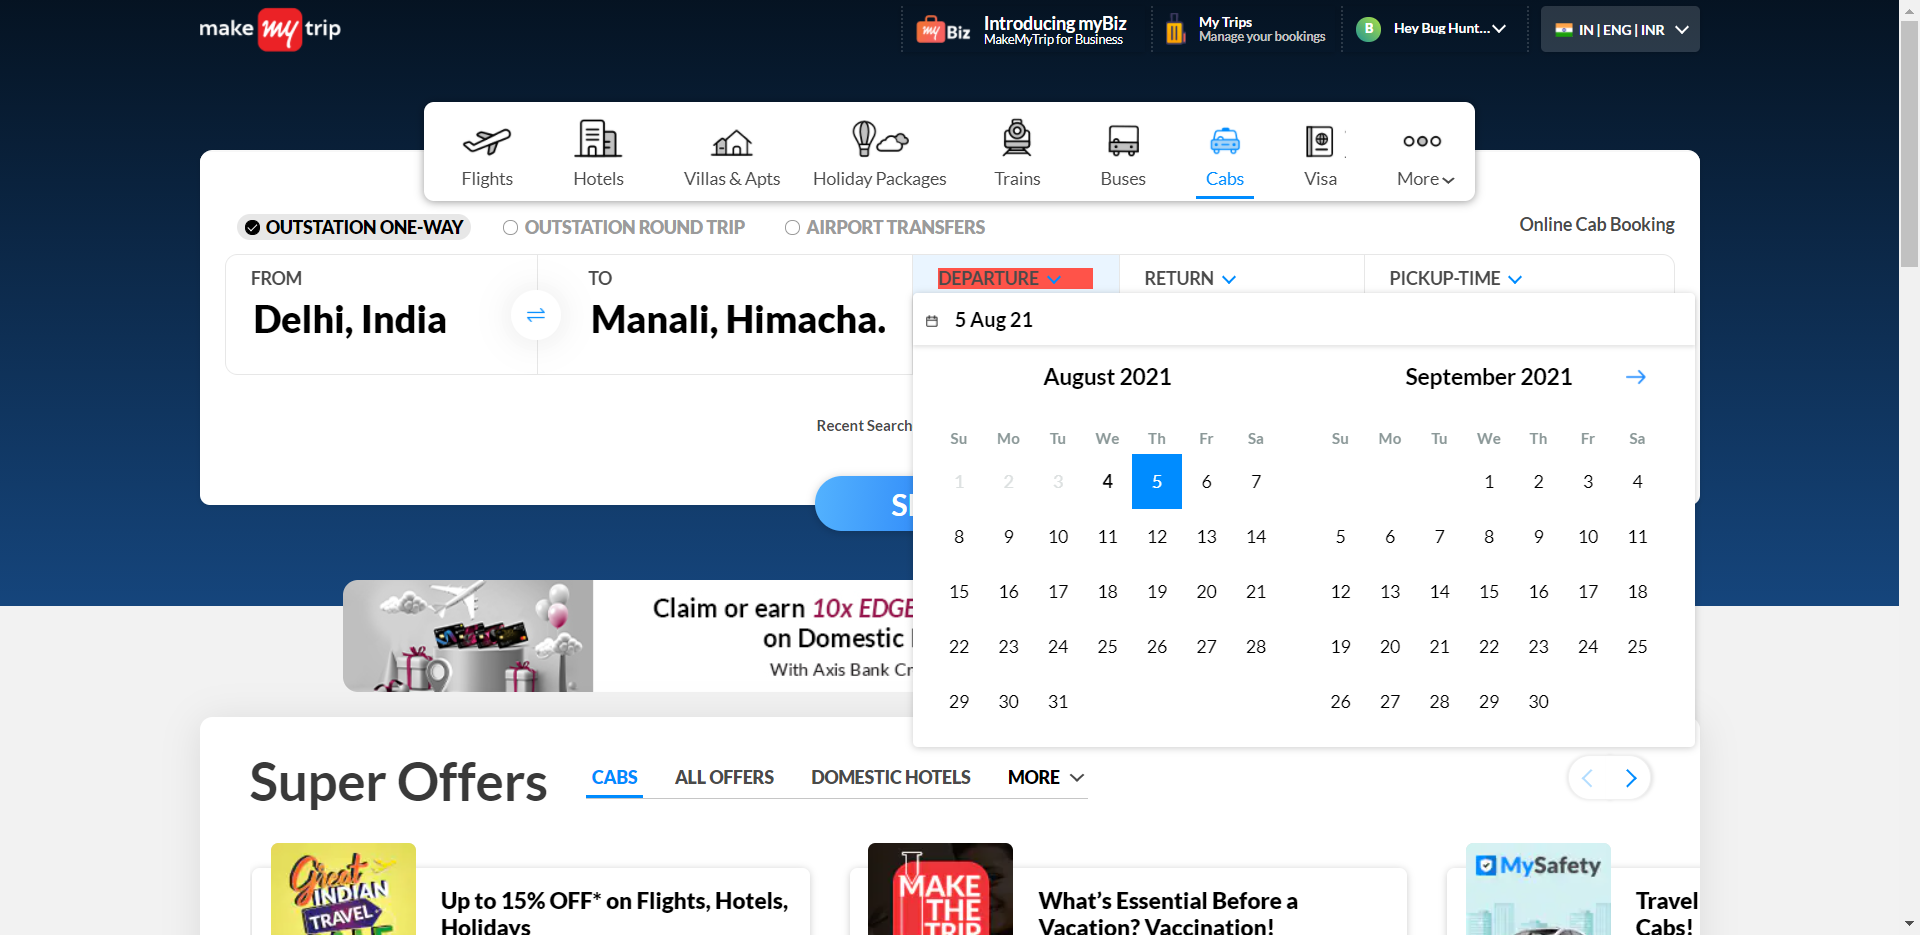 make my trip
my Biz
Introducing myBiz
MakeMyTrip for Business
My Trips
Manage your bookings
B
Hey Bug Hunt...
IN | ENG | INR
Flights
Hotels
Villas & Apts
Holiday Packages
Trains
Buses
Cabs
Visa
More
OUTSTATION ONE-WAY
OUTSTATION ROUND TRIP
AIRPORT TRANSFERS
Online Cab Booking
FROM
Delhi, India
TO
Manali, Himacha.
DEPARTURE
RETURN
PICKUP-TIME
5 Aug 21
August 2021
Su Mo Tu We Th Fr Sa
1 2 3 4 5 6 7
8 9 10 11 12 13 14
15 16 17 18 19 20 21
22 23 24 25 26 27 28
29 30 31
September 2021
Su Mo Tu We Th Fr Sa
1 2 3 4
5 6 7 8 9 10 11
12 13 14 15 16 17 18
19 20 21 22 23 24 25
26 27 28 29 30
Recent Search
Claim or earn 10x EDGE
on Domestic
With Axis Bank
Super Offers
CABS
ALL OFFERS
DOMESTIC HOTELS
MORE
Great
INDIAN
TRAVEL
Up to 15% OFF* on Flights, Hotels,
Holidays
MAKE
THE
TRIP
What's Essential Before a
Vacation? Vaccination!
MySafety
Travel
Cabs!